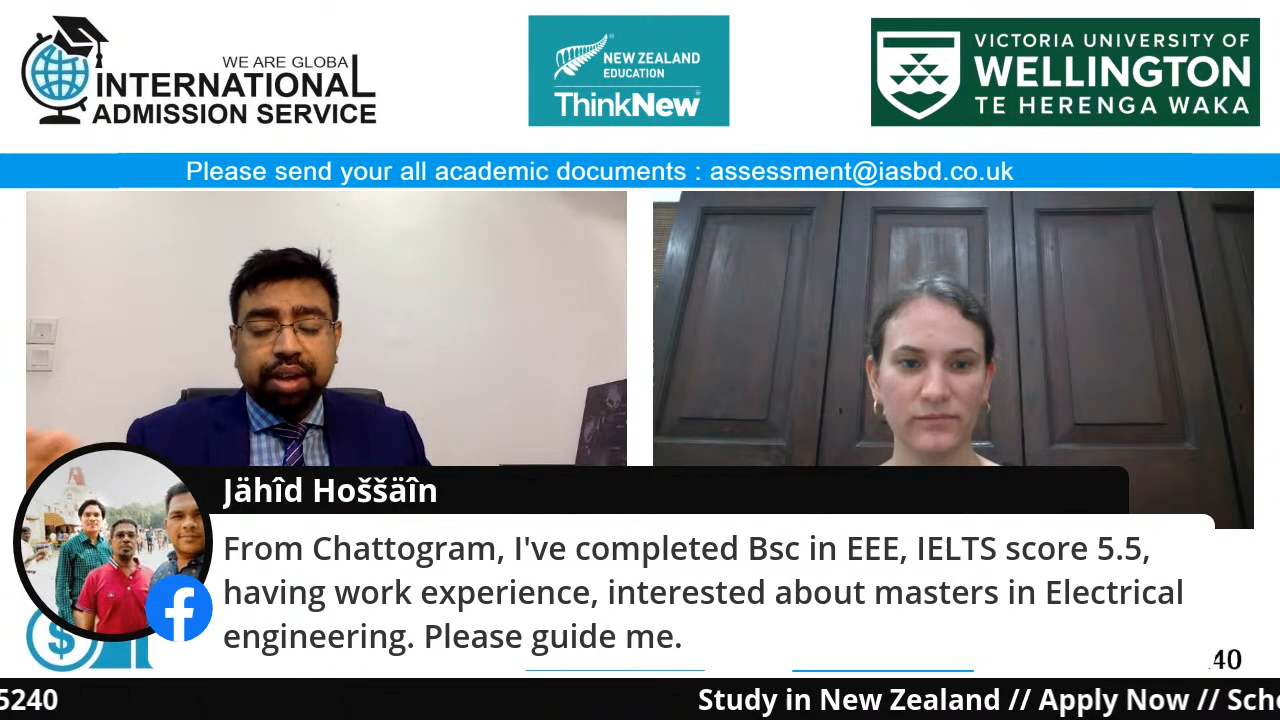 WE ARE GLOBAL
INTERNATIONAL
ADMISSION SERVICE
NEW ZEALAND
EDUCATION
ThinkNew
VICTORIA UNIVERSITY OF
WELLINGTON
TE HERENGA WAKA
Please send your all academic documents : assessment@iasbd.co.uk
Jähîd Hoššäîn
From Chattogram, I've completed Bsc in EEE, IELTS score 5.5,
having work experience, interested about masters in Electrical
engineering. Please guide me.
$
40
5240
Study in New Zealand // Apply Now //